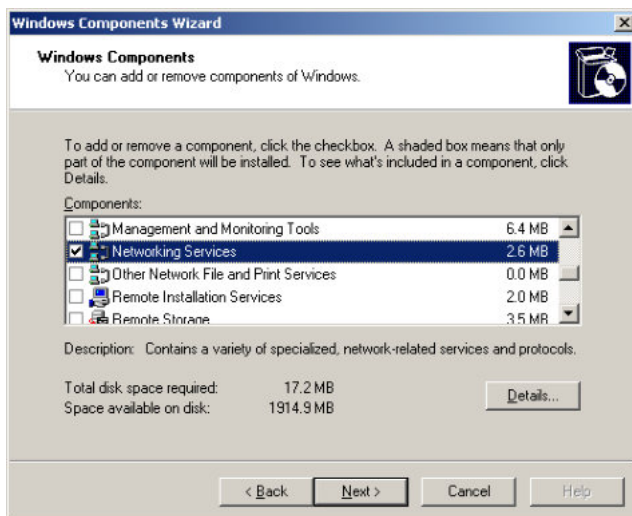 Windows Components Wizard
Windows Components
You can add or remove components of Windows.
To add or remove a component, click the checkbox. A shaded box means that only
part of the component will be installed. To see what's included in a component, click
Details.
Components:
Management and Monitoring Tools 6.4 MB
Networking Services 2.6 MB
Other Network File and Print Services 0.0 MB
Remote Installation Services 2.0 MB
Remote Storage 3.5 MB
Description: Contains a variety of specialized, network-related services and protocols.
Total disk space required: 17.2 MB
Space available on disk: 1914.9 MB
Details...
< Back Next > Cancel Help